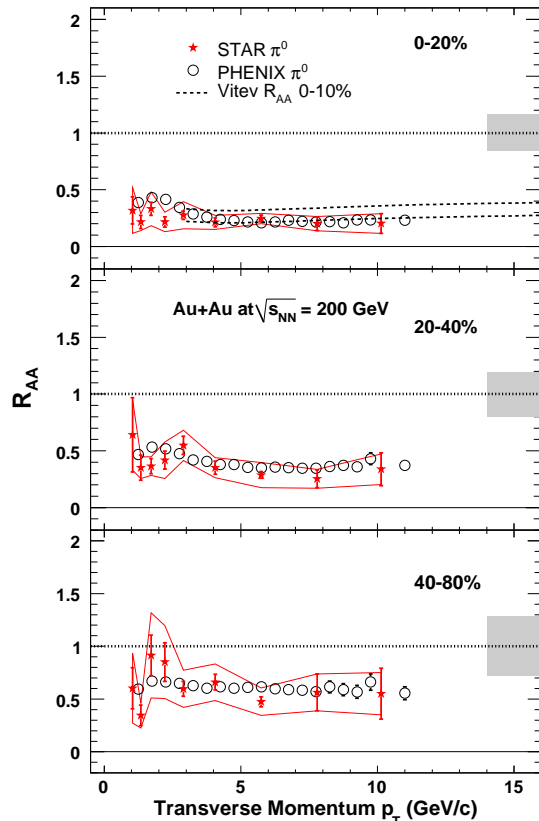 2
0-20%
STAR π⁰
PHENIX π⁰
1.5
Vitev R_AA 0-10%
1
0.5
0
2
Au+Au at √s_NN = 200 GeV
20-40%
1.5
R_AA
1
0.5
0
2
40-80%
1.5
1
0.5
0
0 5 10 15
Transverse Momentum p_T (GeV/c)